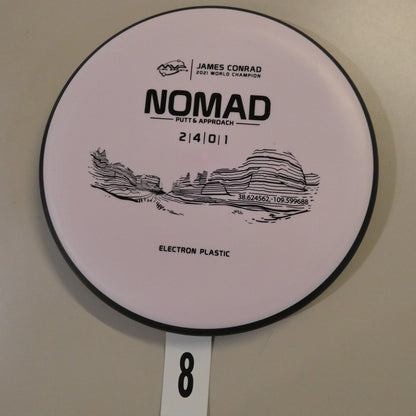 MVP
JAMES CONRAD
2021 WORLD CHAMPION
NOMAD
PUTT & APPROACH
2|4|0|1
38.624562,-109.599688
ELECTRON PLASTIC
8